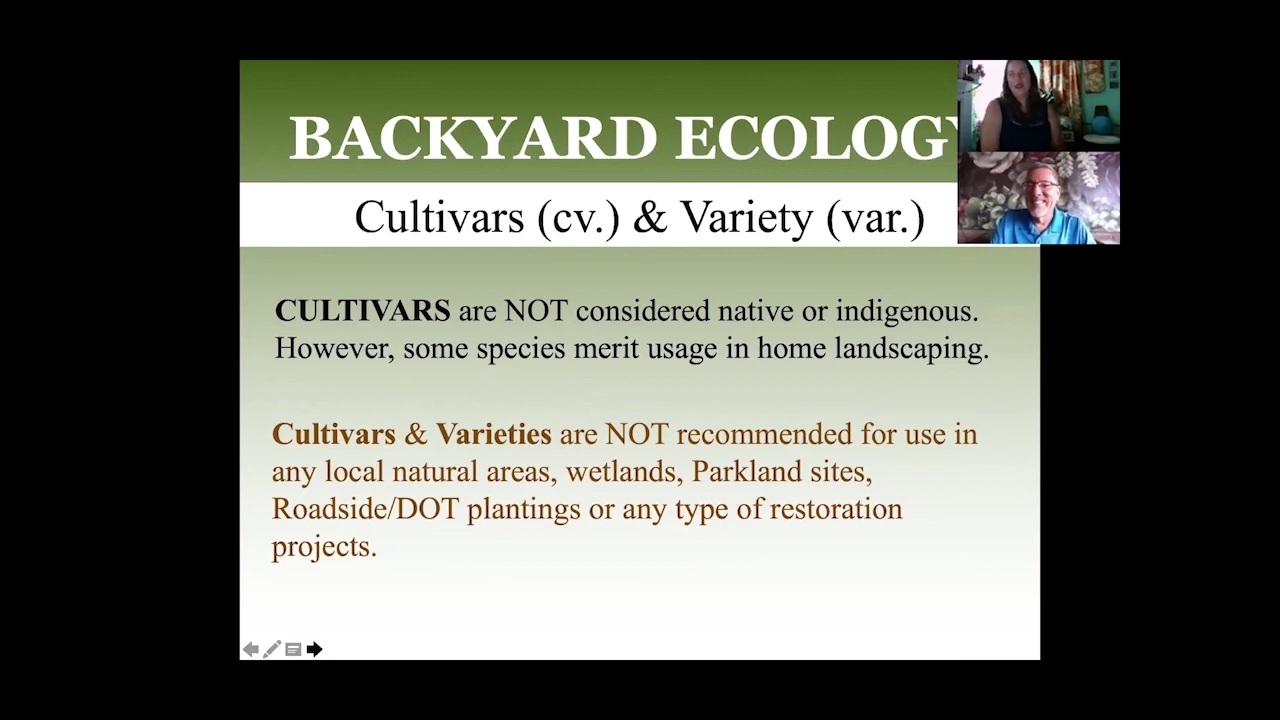 BACKYARD ECOLOGY
Cultivars (cv.) & Variety (var.)
CULTIVARS are NOT considered native or indigenous.
However, some species merit usage in home landscaping.
Cultivars & Varieties are NOT recommended for use in
any local natural areas, wetlands, Parkland sites,
Roadside/DOT plantings or any type of restoration
projects.